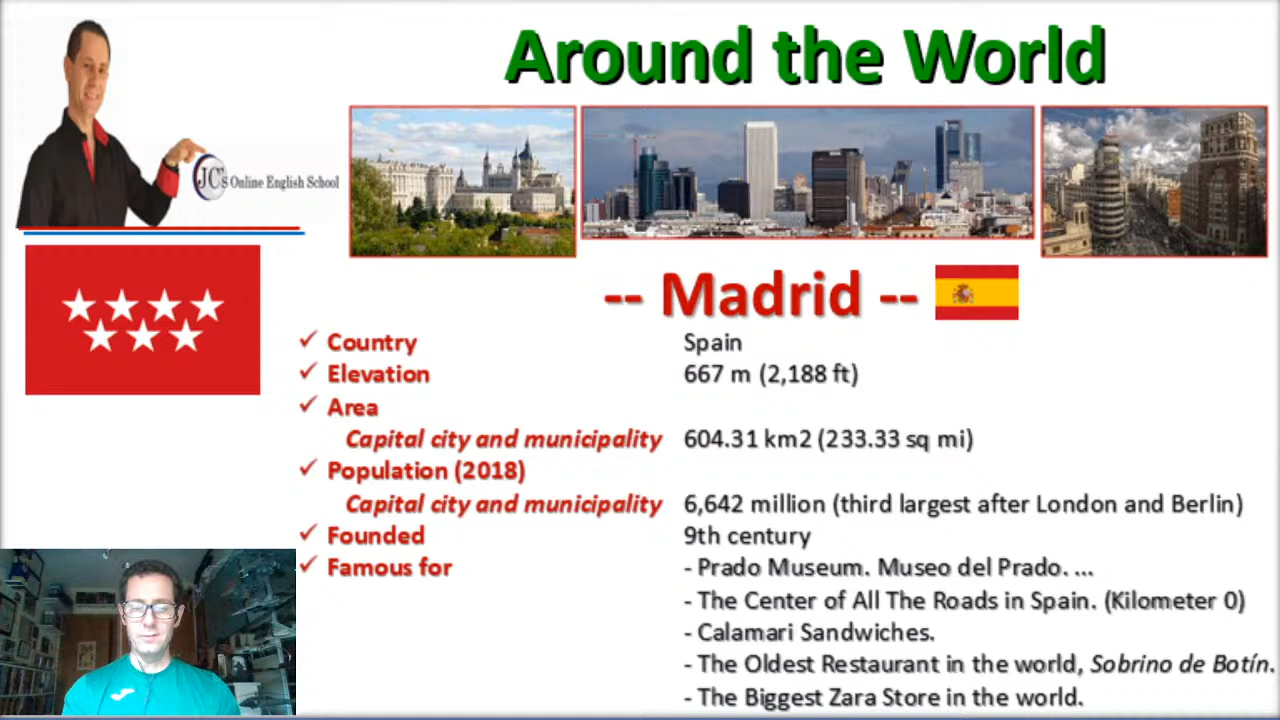 Around the World
JC's Online English School
-- Madrid --
✓ Country Spain
✓ Elevation 667 m (2,188 ft)
✓ Area
Capital city and municipality 604.31 km2 (233.33 sq mi)
✓ Population (2018)
Capital city and municipality 6,642 million (third largest after London and Berlin)
✓ Founded 9th century
✓ Famous for - Prado Museum. Museo del Prado. ...
- The Center of All The Roads in Spain. (Kilometer 0)
- Calamari Sandwiches.
- The Oldest Restaurant in the world, Sobrino de Botín.
- The Biggest Zara Store in the world.